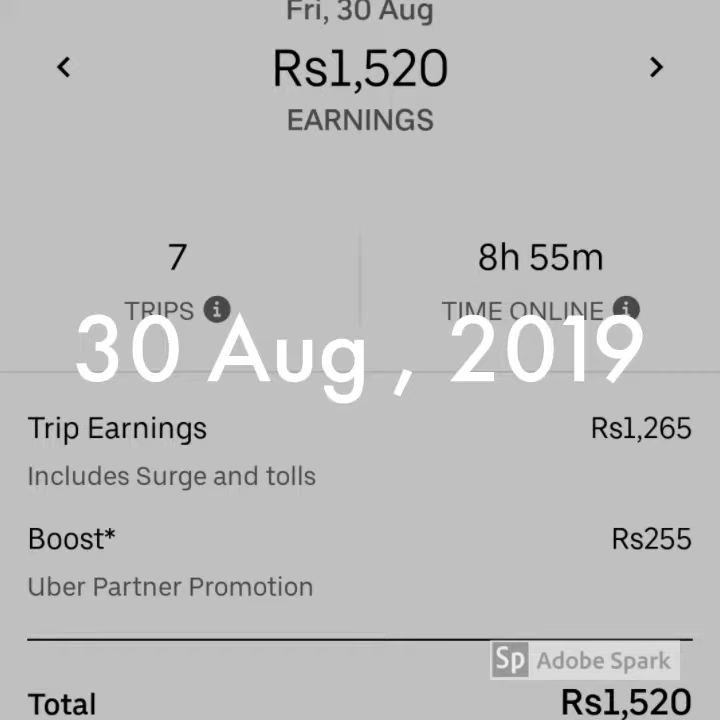 Fri, 30 Aug
Rs1,520
EARNINGS
7
8h 55m
TRIPS
TIME ONLINE
30 Aug , 2019
Trip Earnings
Rs1,265
Includes Surge and tolls
Boost*
Rs255
Uber Partner Promotion
Sp Adobe Spark
Total
Rs1,520